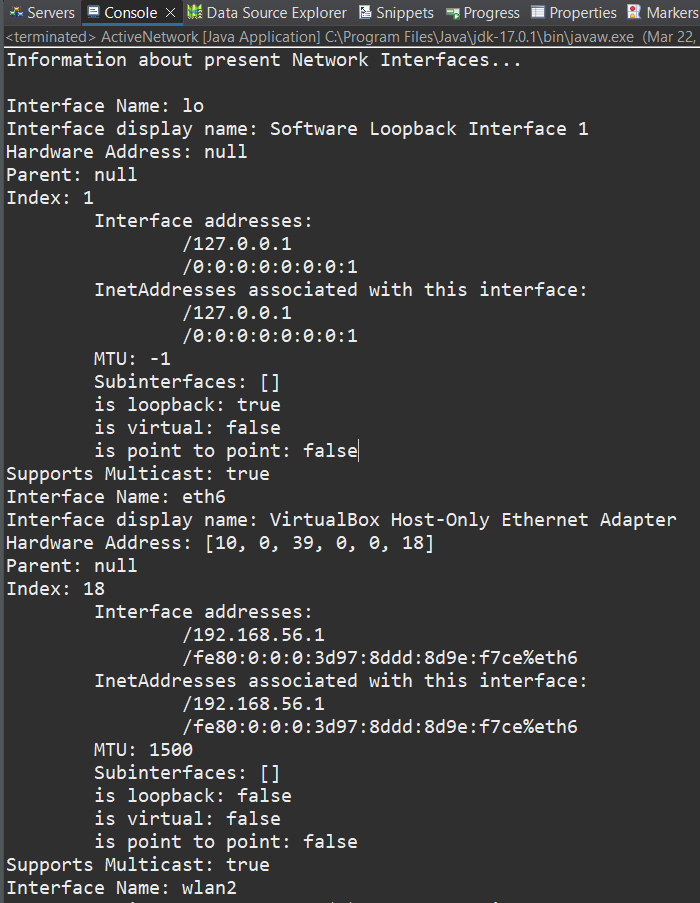 Servers Console Data Source Explorer Snippets Progress Properties Markers
<terminated> ActiveNetwork [Java Application] C:\Program Files\Java\jdk-17.0.1\bin\javaw.exe (Mar 22,
Information about present Network Interfaces...
Interface Name: lo
Interface display name: Software Loopback Interface 1
Hardware Address: null
Parent: null
Index: 1
Interface addresses:
/127.0.0.1
/0:0:0:0:0:0:0:1
InetAddresses associated with this interface:
/127.0.0.1
/0:0:0:0:0:0:0:1
MTU: -1
Subinterfaces: []
is loopback: true
is virtual: false
is point to point: false
Supports Multicast: true
Interface Name: eth6
Interface display name: VirtualBox Host-Only Ethernet Adapter
Hardware Address: [10, 0, 39, 0, 0, 18]
Parent: null
Index: 18
Interface addresses:
/192.168.56.1
/fe80:0:0:0:3d97:8ddd:8d9e:f7ce%eth6
InetAddresses associated with this interface:
/192.168.56.1
/fe80:0:0:0:3d97:8ddd:8d9e:f7ce%eth6
MTU: 1500
Subinterfaces: []
is loopback: false
is virtual: false
is point to point: false
Supports Multicast: true
Interface Name: wlan2